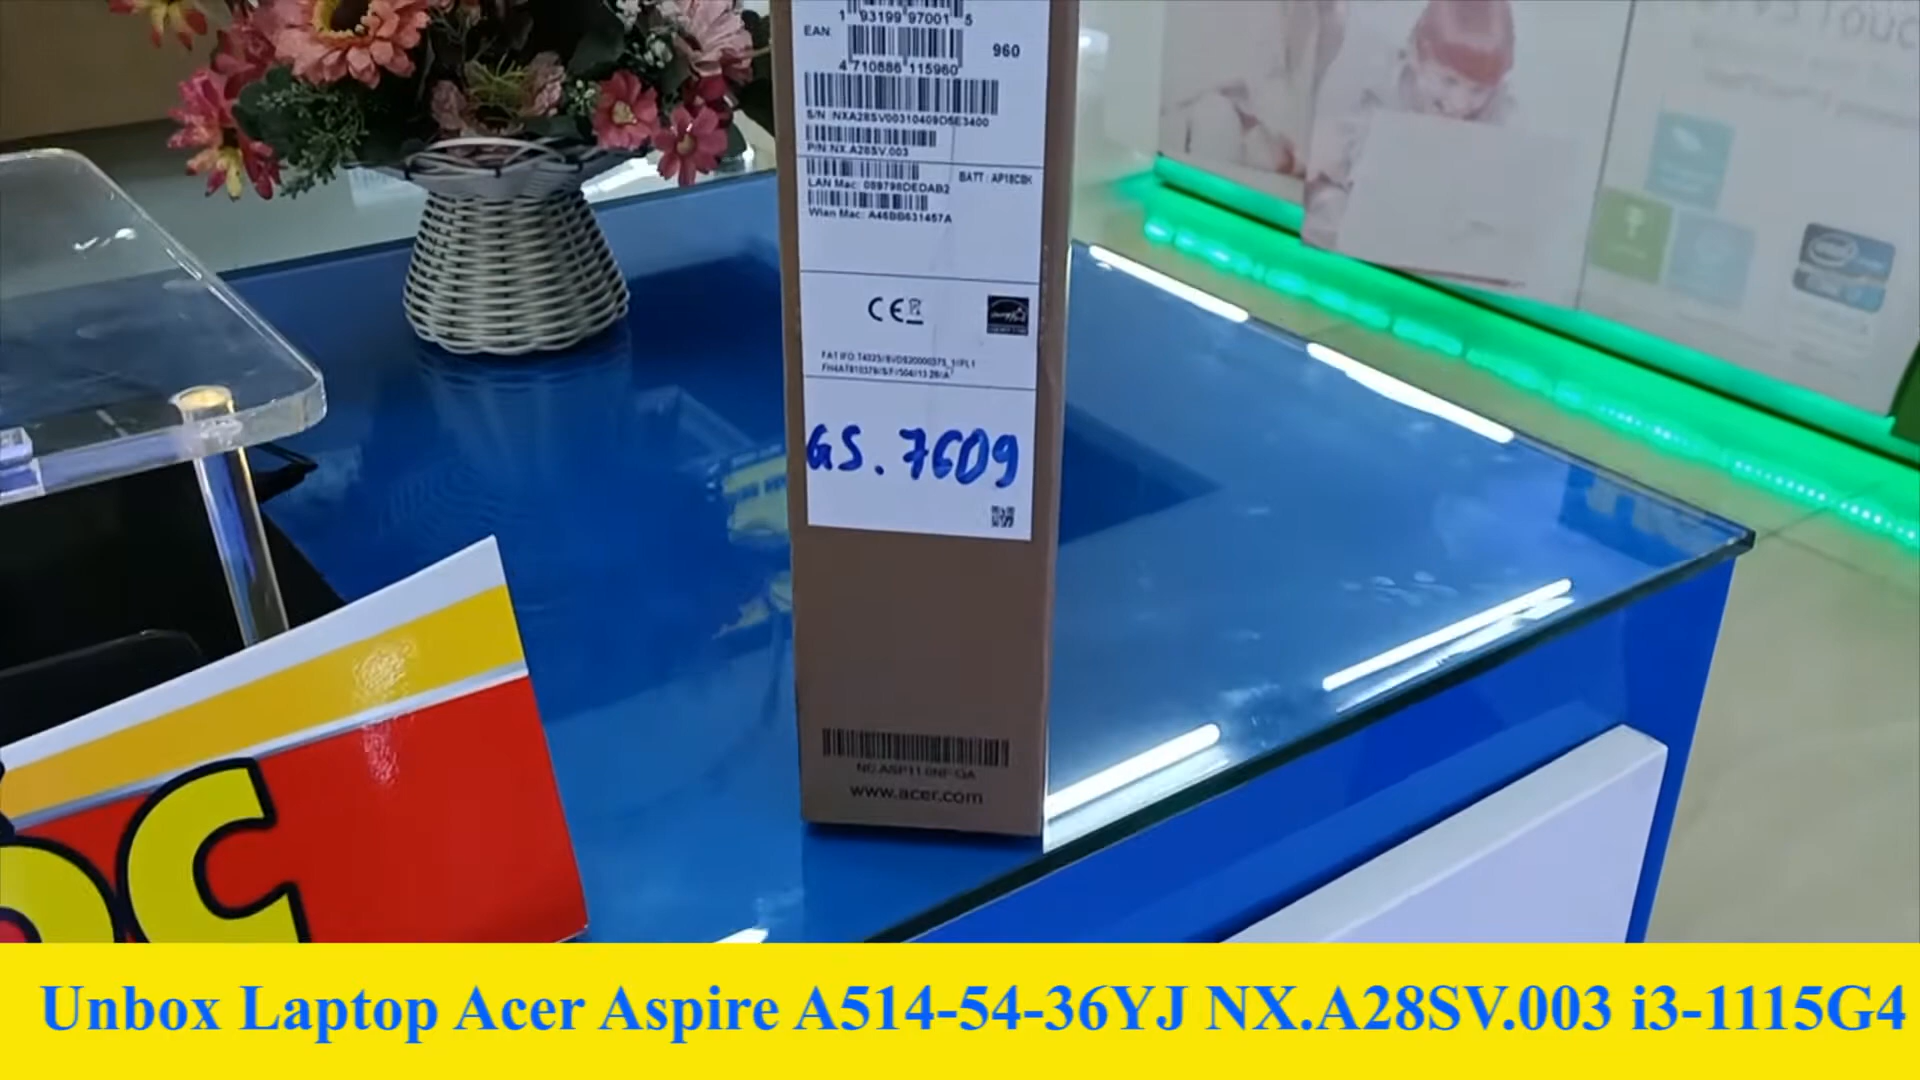 1 93199 97001 5
EAN
960
4 710886 115960
S/N :NXA28SV00310409D5E3400
P/N:NX.A28SV.003
LAN Mac: 089798DEDAB2
BATT : AP18C8K
Wlan Mac: A46BB631457A
CE
GS. 7609
www.acer.com
Unbox Laptop Acer Aspire A514-54-36YJ NX.A28SV.003 i3-1115G4